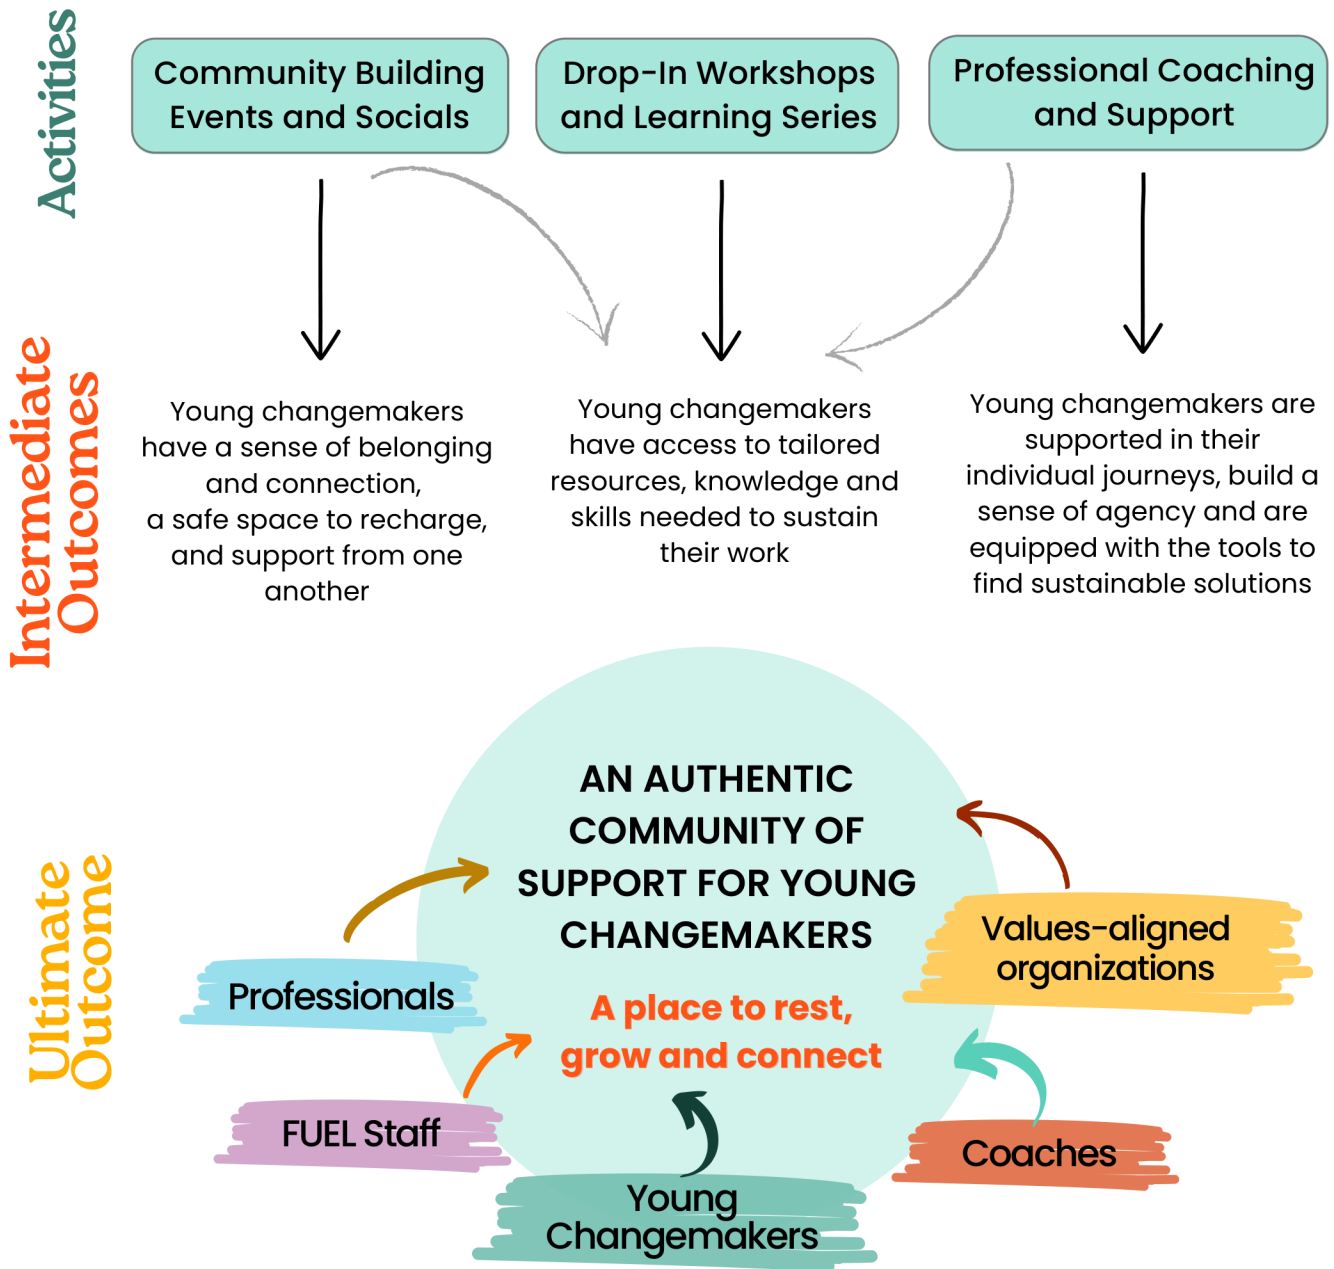 Activities
Community Building
Events and Socials
Drop-In Workshops
and Learning Series
Professional Coaching
and Support
Intermediate
Outcomes
Young changemakers
have a sense of belonging
and connection,
a safe space to recharge,
and support from one
another
Young changemakers
have access to tailored
resources, knowledge and
skills needed to sustain
their work
Young changemakers are
supported in their
individual journeys, build a
sense of agency and are
equipped with the tools to
find sustainable solutions
Ultimate
Outcome
AN AUTHENTIC
COMMUNITY OF
SUPPORT FOR YOUNG
CHANGEMAKERS
A place to rest,
grow and connect
Professionals
Values-aligned
organizations
FUEL Staff
Coaches
Young
Changemakers